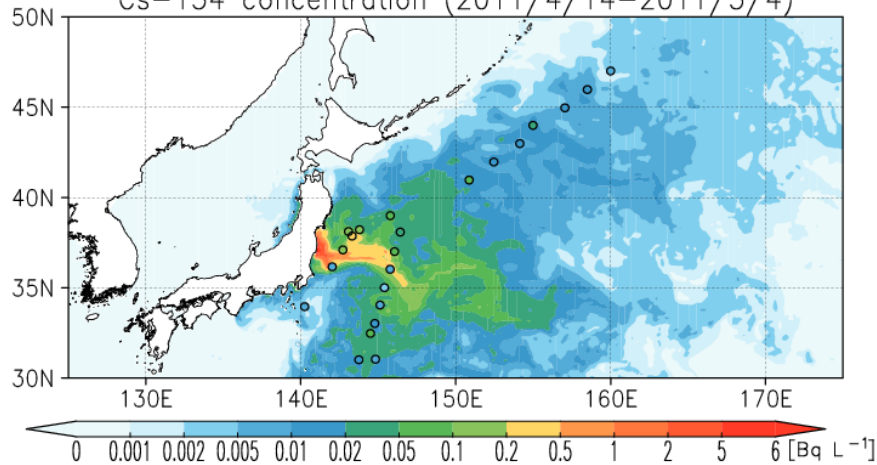 Cs-134 concentration (2011/4/14-2011/5/4)
50N
45N
40N
35N
30N
130E 140E 150E 160E 170E
0 0.001 0.002 0.005 0.01 0.02 0.05 0.1 0.2 0.5 1 2 5 6 [Bq L⁻¹]